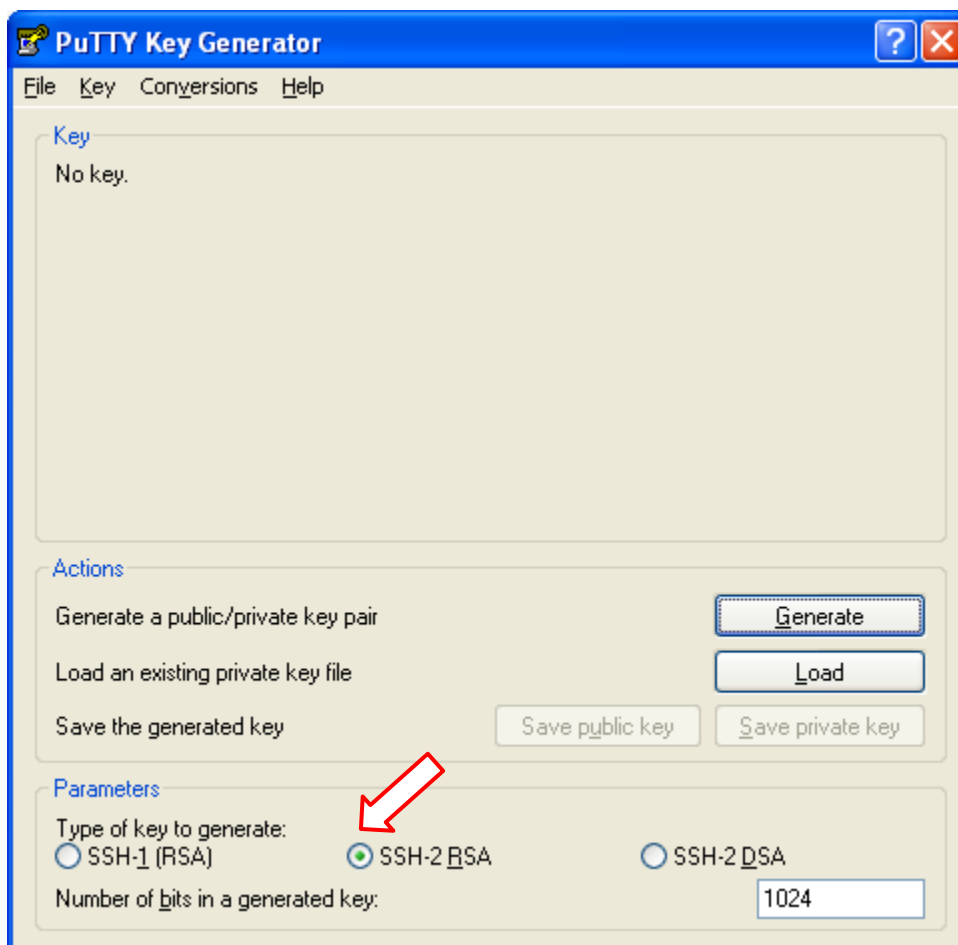 PuTTY Key Generator
File Key Conversions Help
Key
No key.
Actions
Generate a public/private key pair Generate
Load an existing private key file Load
Save the generated key Save public key Save private key
Parameters
Type of key to generate:
SSH-1 (RSA) SSH-2 RSA SSH-2 DSA
Number of bits in a generated key: 1024